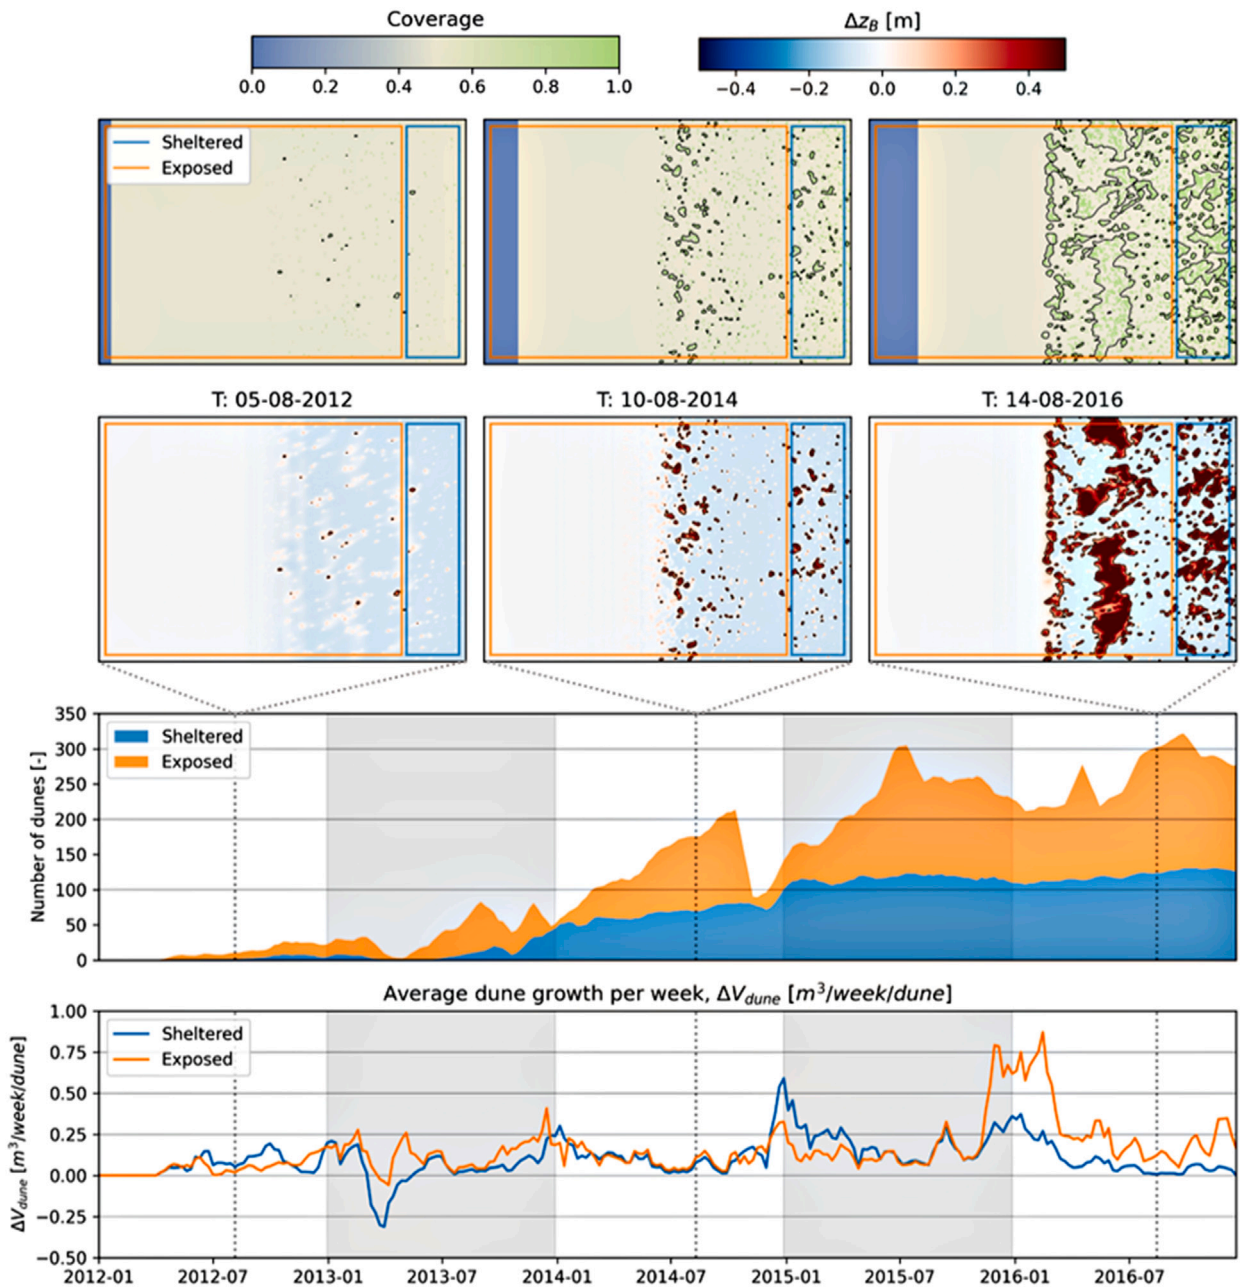 Coverage
Δz_B [m]
0.0 0.2 0.4 0.6 0.8 1.0
−0.4 −0.2 0.0 0.2 0.4
Sheltered
Exposed
T: 05-08-2012
T: 10-08-2014
T: 14-08-2016
350
300
250
200
150
100
50
0
Number of dunes [-]
Sheltered
Exposed
Average dune growth per week, ΔV_dune [m³/week/dune]
1.00
0.75
0.50
0.25
0.00
−0.25
−0.50
ΔV_dune [m³/week/dune]
Sheltered
Exposed
2012-01 2012-07 2013-01 2013-07 2014-01 2014-07 2015-01 2015-07 2016-01 2016-07